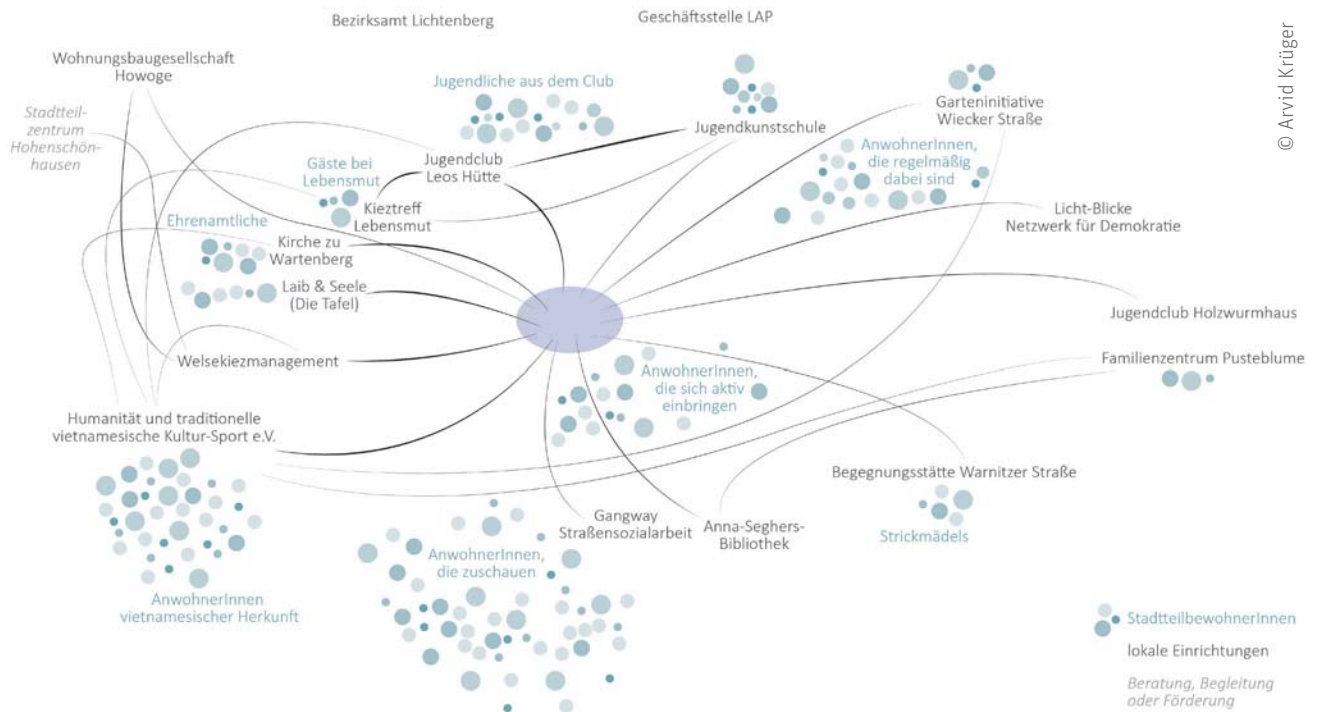 Bezirksamt Lichtenberg
Geschäftsstelle LAP
© Arvid Krüger
Wohnungsbaugesellschaft
Howoge
Stadtteil-
zentrum
Hohenschön-
hausen
Jugendliche aus dem Club
Jugendkunstschule
Garteninitiative
Wiecker Straße
AnwohnerInnen,
die regelmäßig
dabei sind
Gäste bei
Lebensmut
Jugendclub
Leos Hütte
Kieztreff
Lebensmut
Licht-Blicke
Netzwerk für Demokratie
Ehrenamtliche
Kirche zu
Wartenberg
Laib & Seele
(Die Tafel)
Jugendclub Holzwurmhaus
Welsekiezmanagement
Familienzentrum Pusteblume
AnwohnerInnen,
die sich aktiv
einbringen
Humanität und traditionelle
vietnamesische Kultur-Sport e.V.
Begegnungsstätte Warnitzer Straße
Strickmädels
Gangway
Straßensozialarbeit
Anna-Seghers-
Bibliothek
AnwohnerInnen,
die zuschauen
AnwohnerInnen
vietnamesischer Herkunft
StadtteilbewohnerInnen
lokale Einrichtungen
Beratung, Begleitung
oder Förderung